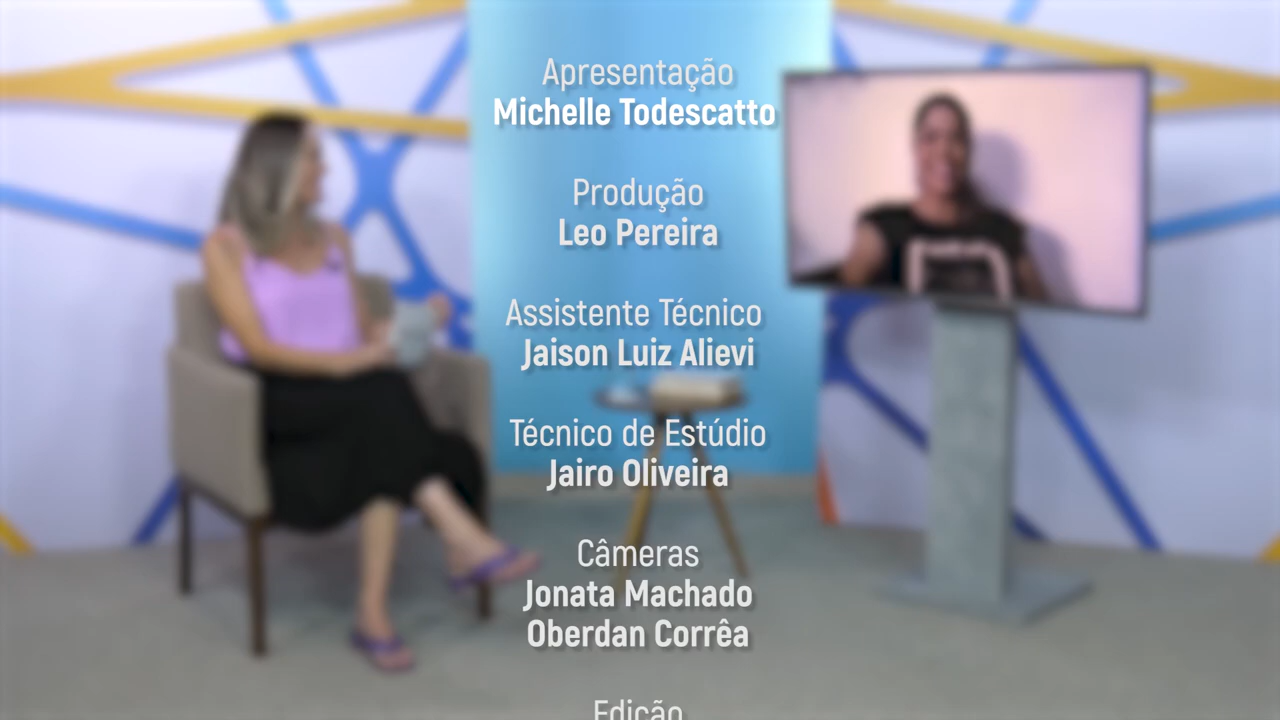 Apresentação
Michelle Todescatto
Produção
Leo Pereira
Assistente Técnico
Jaison Luiz Alievi
Técnico de Estúdio
Jairo Oliveira
Câmeras
Jonata Machado
Oberdan Corrêa
Edição